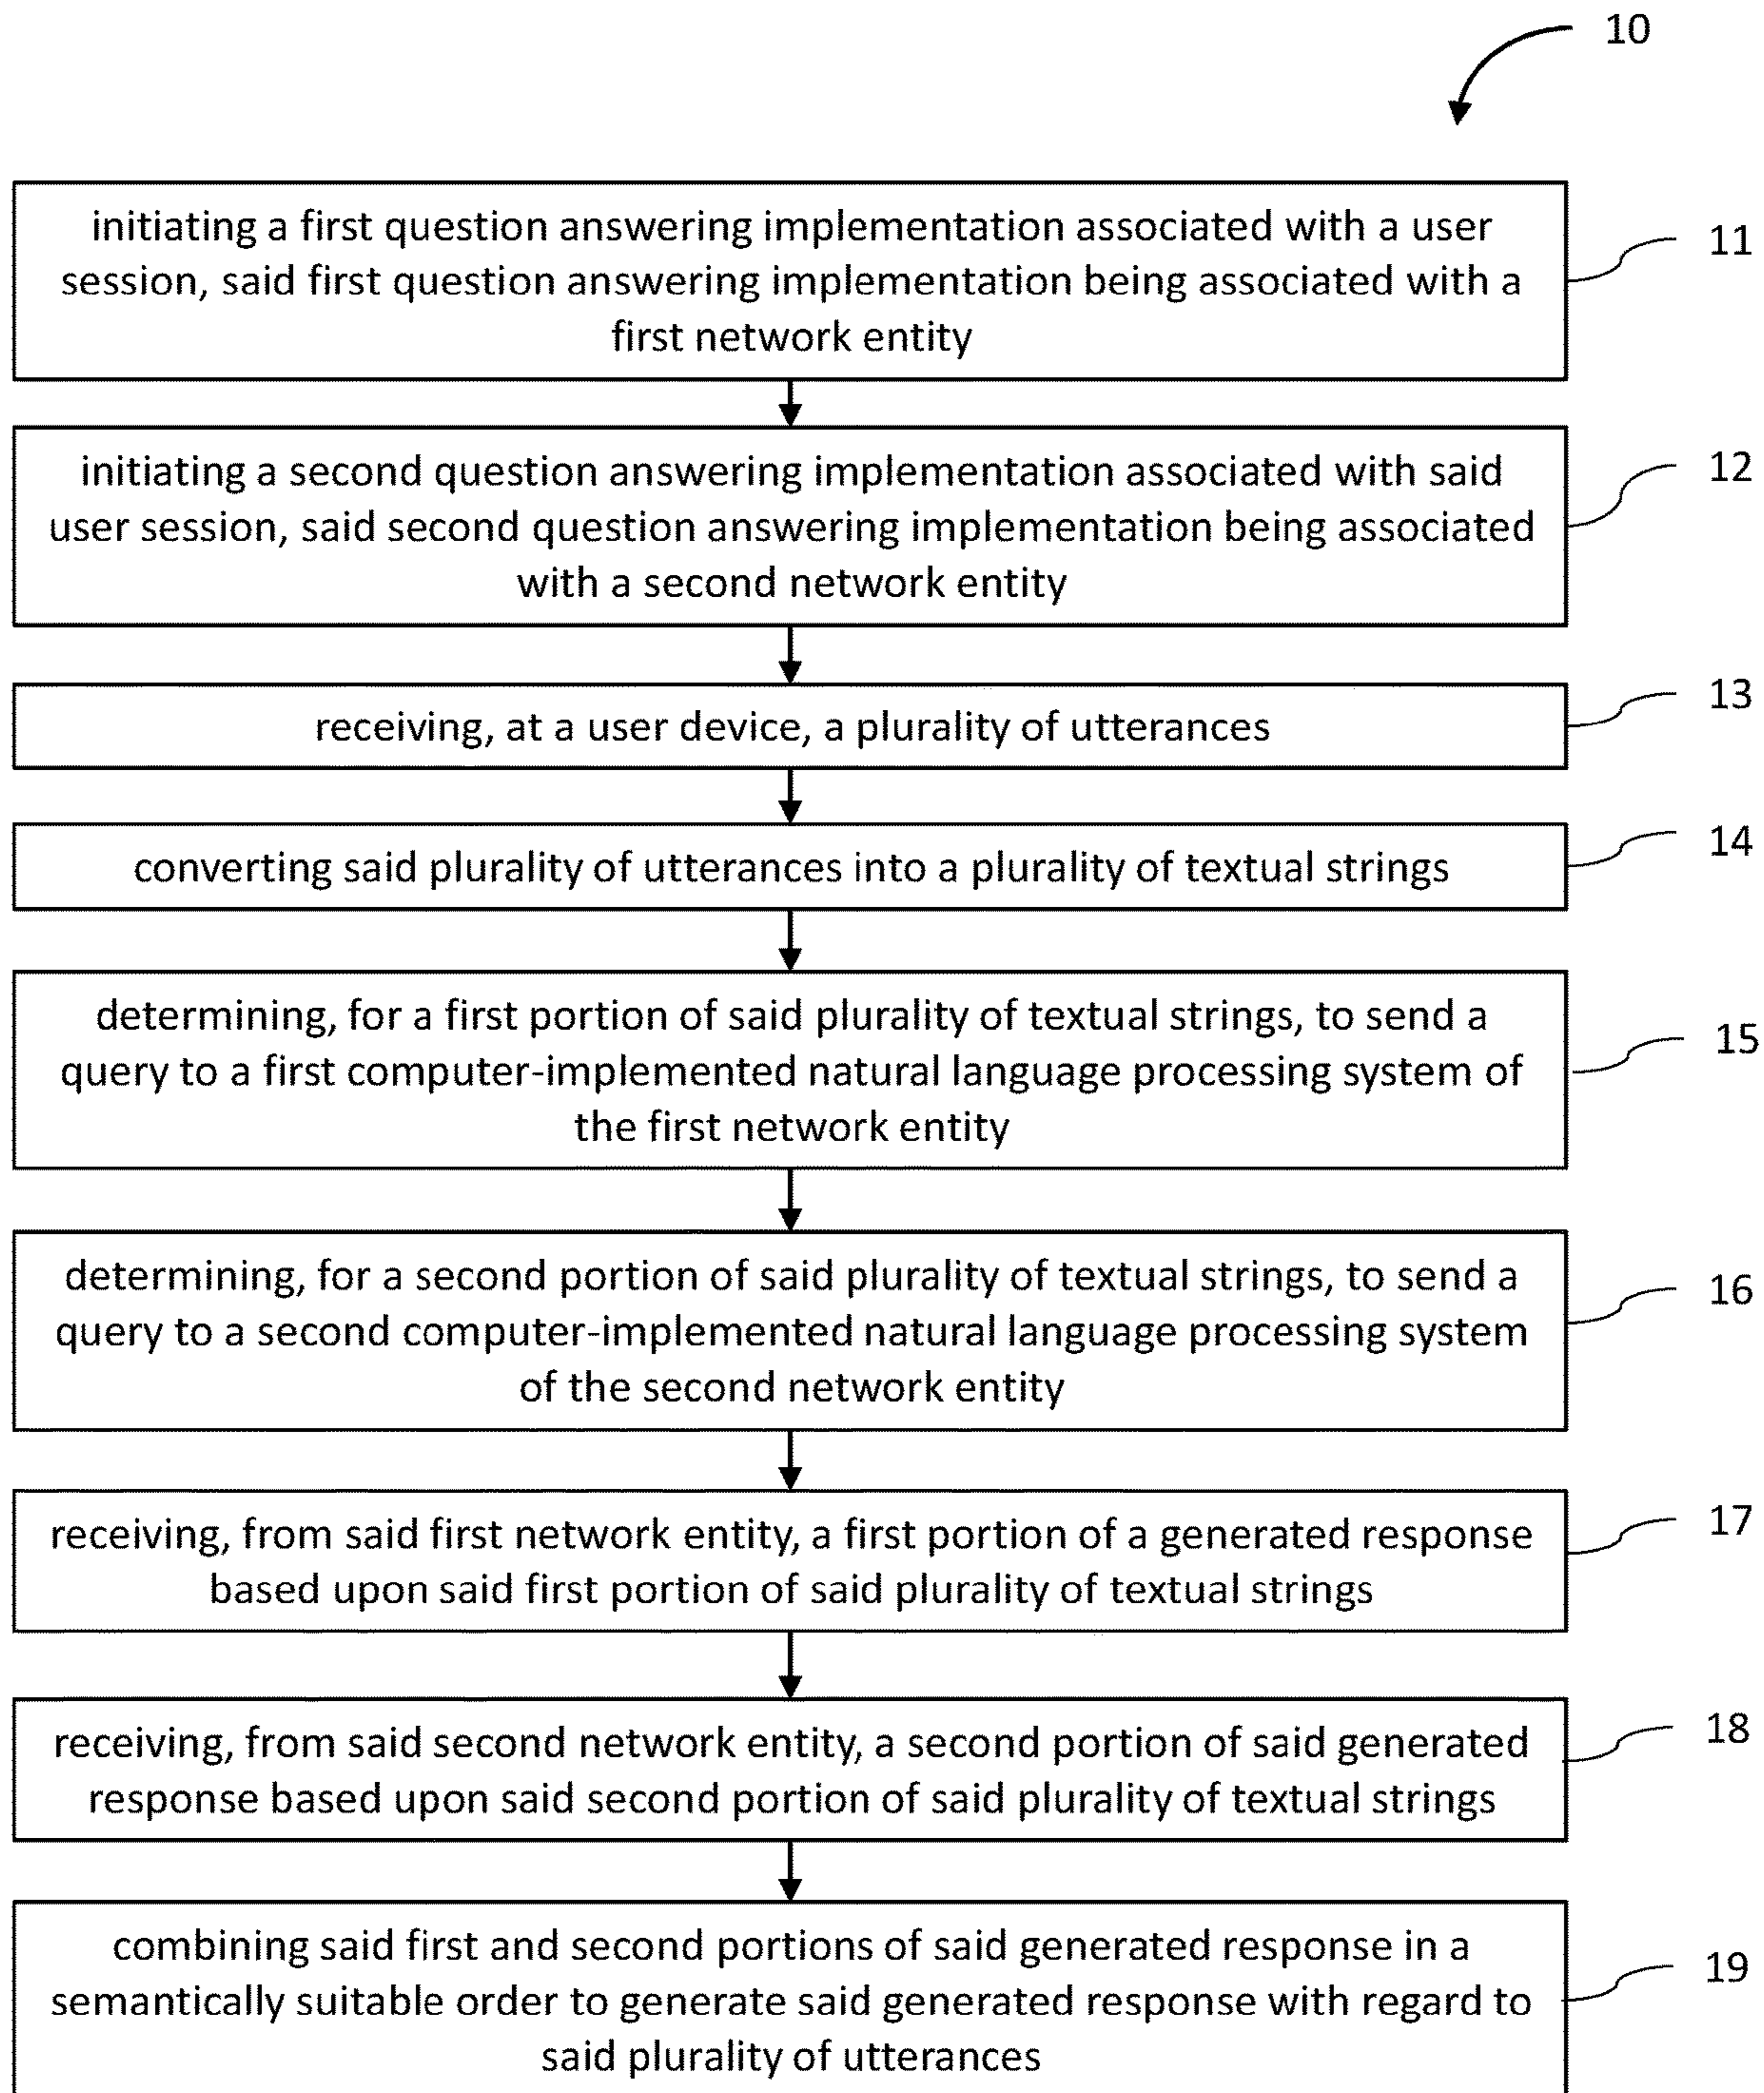 10
initiating a first question answering implementation associated with a user
session, said first question answering implementation being associated with a
first network entity
11
initiating a second question answering implementation associated with said
user session, said second question answering implementation being associated
with a second network entity
12
receiving, at a user device, a plurality of utterances
13
converting said plurality of utterances into a plurality of textual strings
14
determining, for a first portion of said plurality of textual strings, to send a
query to a first computer-implemented natural language processing system of
the first network entity
15
determining, for a second portion of said plurality of textual strings, to send a
query to a second computer-implemented natural language processing system
of the second network entity
16
receiving, from said first network entity, a first portion of a generated response
based upon said first portion of said plurality of textual strings
17
receiving, from said second network entity, a second portion of said generated
response based upon said second portion of said plurality of textual strings
18
combining said first and second portions of said generated response in a
semantically suitable order to generate said generated response with regard to
said plurality of utterances
19